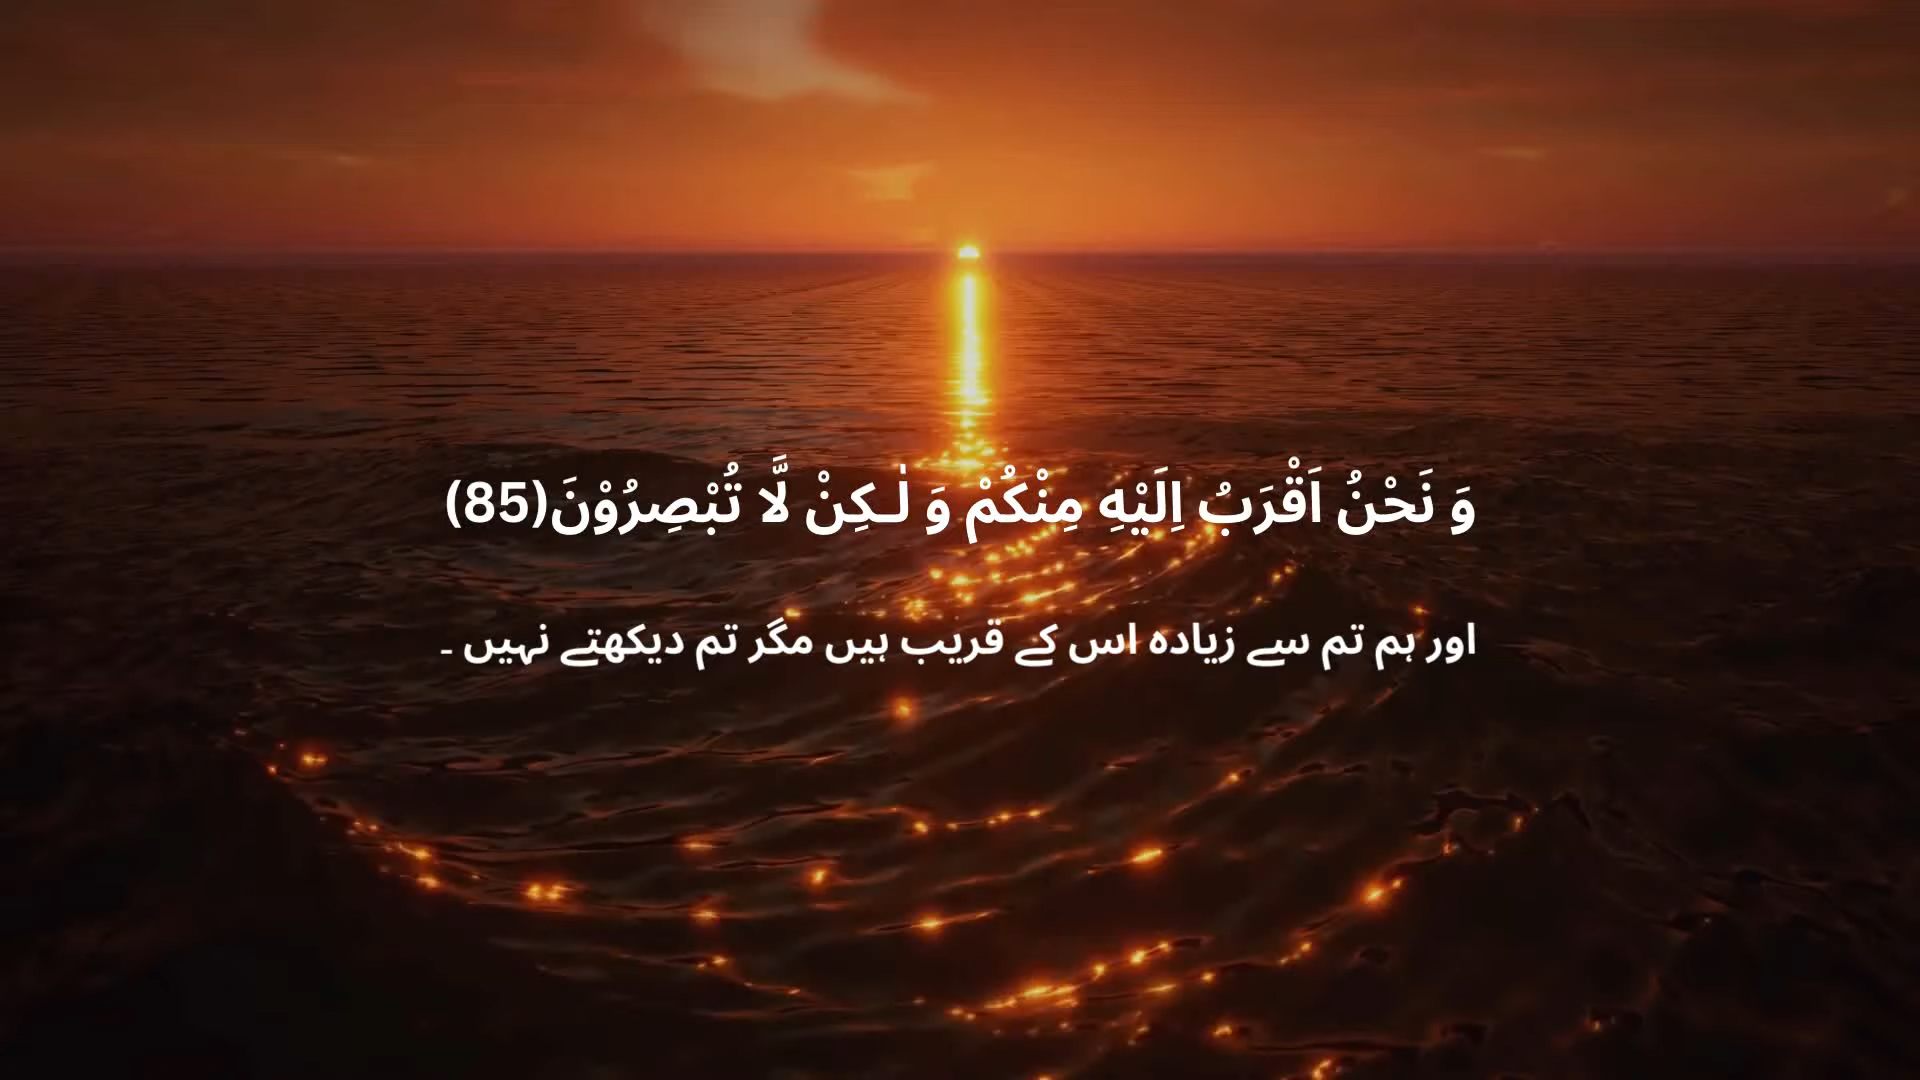 وَ نَحْنُ اَقْرَبُ اِلَیْهِ مِنْكُمْ وَ لٰـكِنْ لَّا تُبْصِرُوْنَ(85)
اور ہم تم سے زیادہ اس کے قریب ہیں مگر تم دیکھتے نہیں ۔